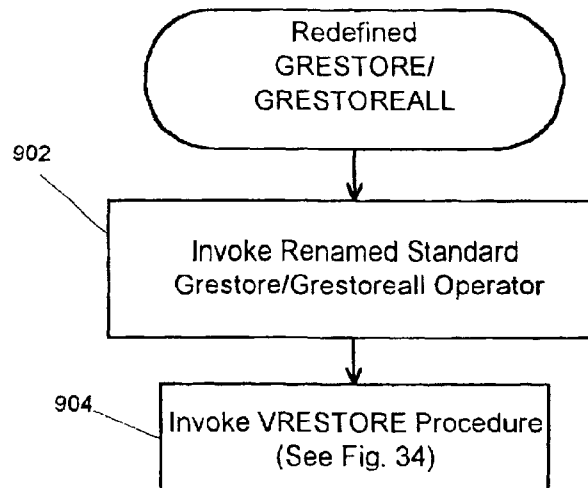 Redefined
GRESTORE/
GRESTOREALL
902
Invoke Renamed Standard
Grestore/Grestoreall Operator
904
Invoke VRESTORE Procedure
(See Fig. 34)